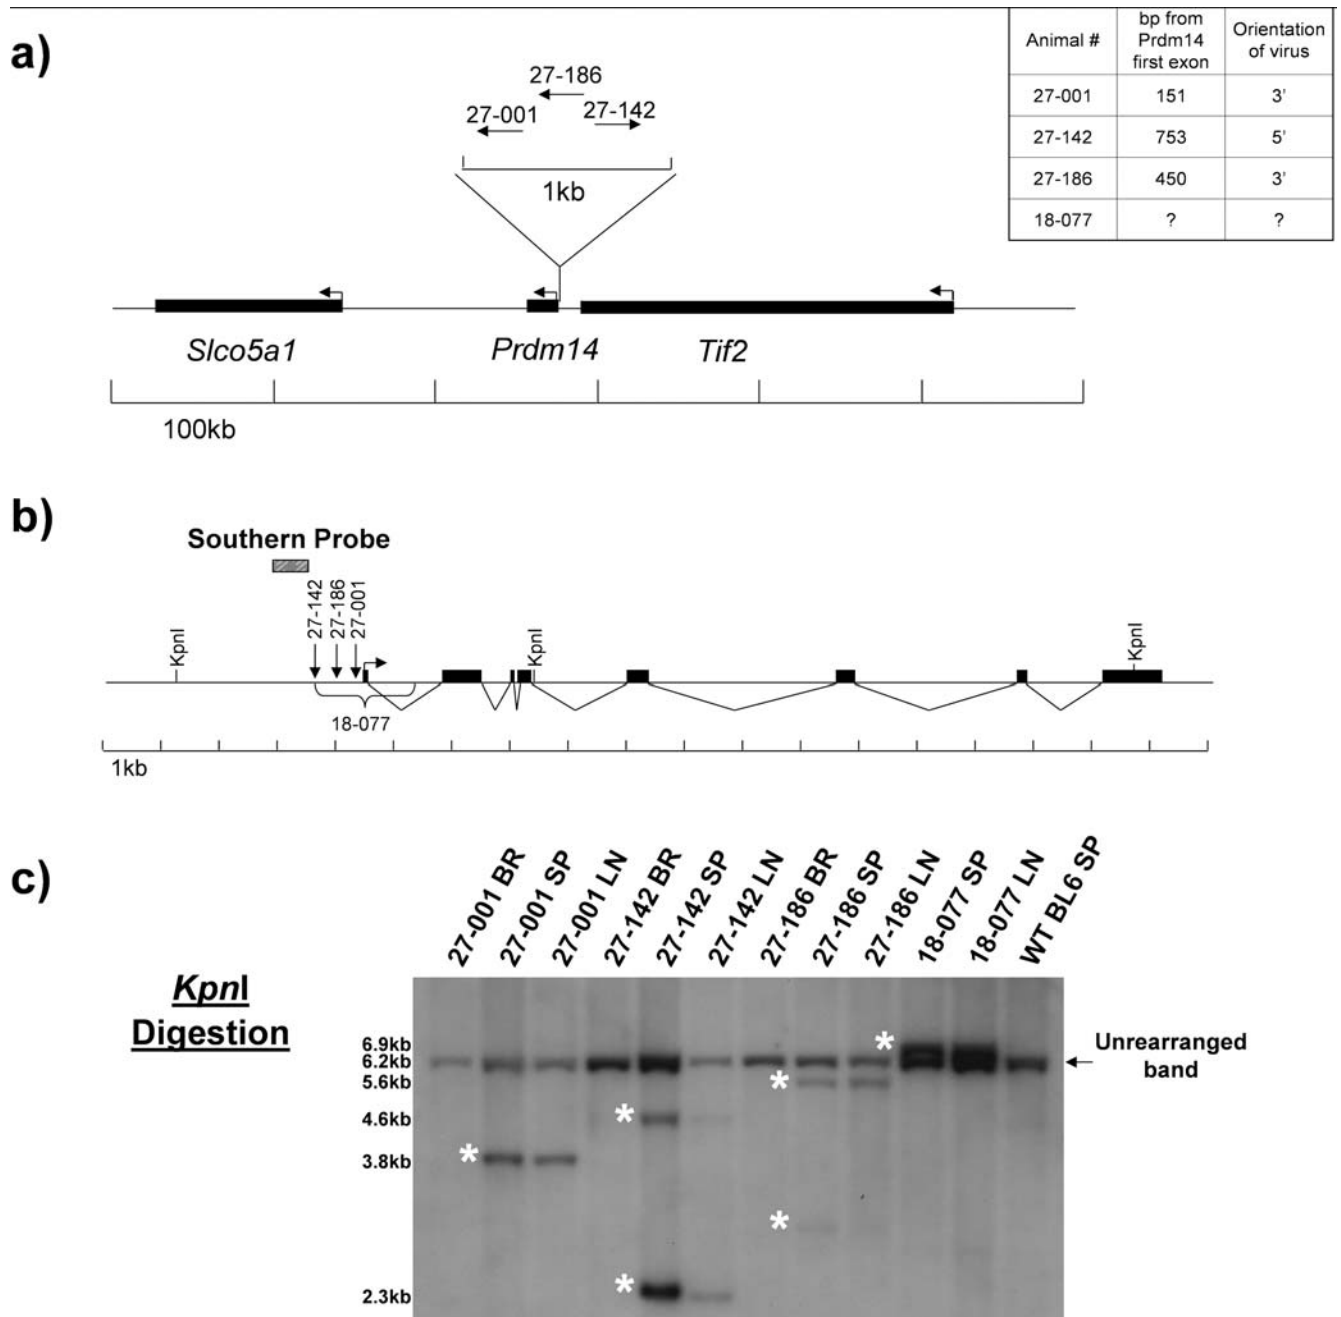 a)
Animal #
bp from
Prdm14
first exon
Orientation
of virus
27-001 151 3'
27-142 753 5'
27-186 450 3'
18-077 ? ?
27-186
27-001
27-142
1kb
Slco5a1
Prdm14
Tif2
100kb
b)
Southern Probe
27-142
27-186
27-001
KpnI
KpnI
KpnI
18-077
1kb
c)
27-001 BR
27-001 SP
27-001 LN
27-142 BR
27-142 SP
27-142 LN
27-186 BR
27-186 SP
27-186 LN
18-077 SP
18-077 LN
WT BL6 SP
KpnI
Digestion
6.9kb
6.2kb
5.6kb
4.6kb
3.8kb
2.3kb
*
*
*
*
*
*
Unrearranged
band